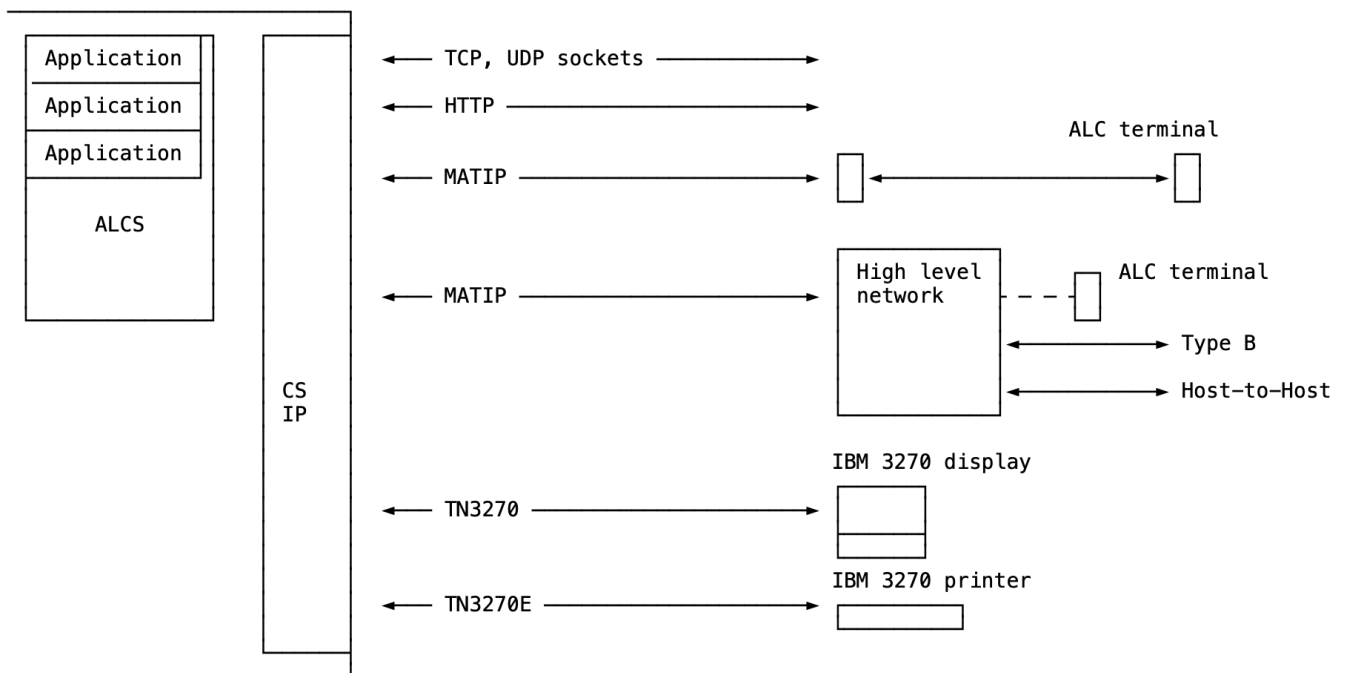 Application
Application
Application
ALCS
CS
IP
TCP, UDP sockets
HTTP
MATIP
ALC terminal
MATIP
High level
network
ALC terminal
Type B
Host-to-Host
IBM 3270 display
TN3270
IBM 3270 printer
TN3270E